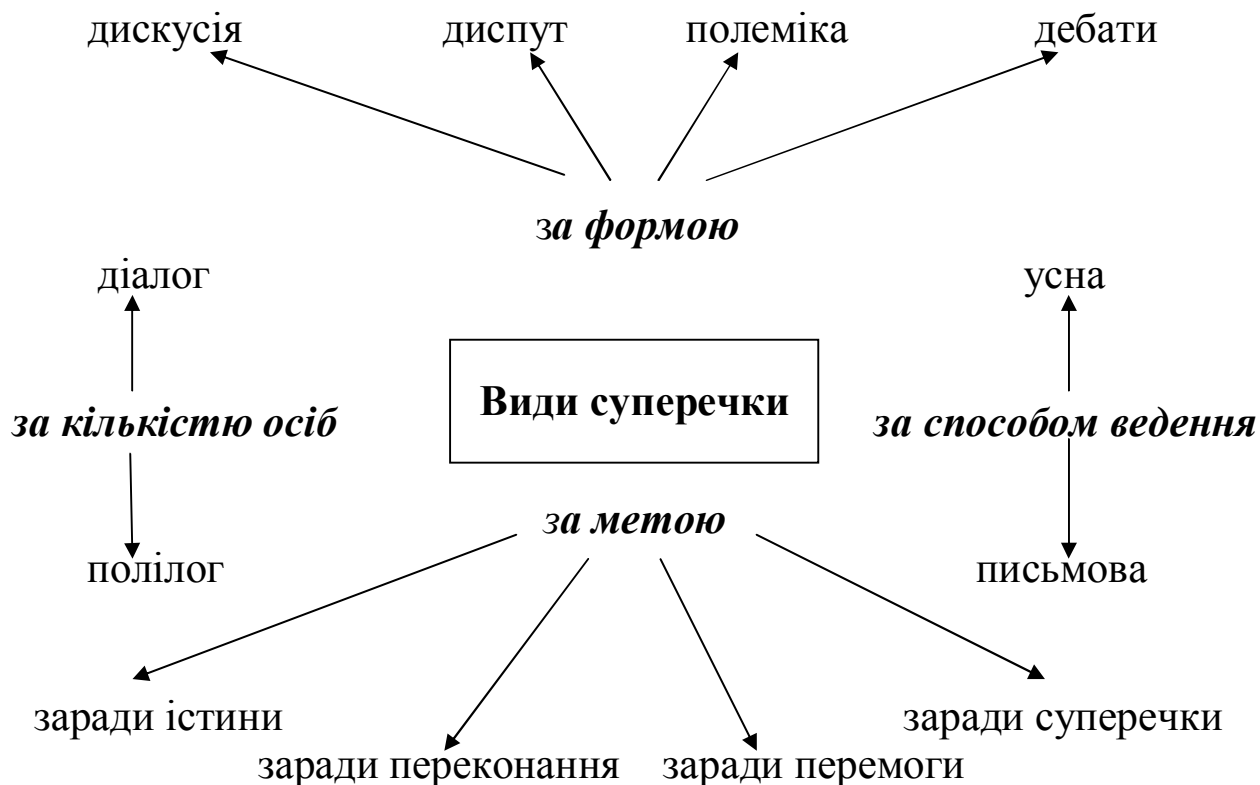 дискусія диспут полеміка дебати
за формою
діалог усна
Види суперечки
за кількістю осіб за способом ведення
за метою
полілог письмова
заради істини заради суперечки
заради переконання заради перемоги